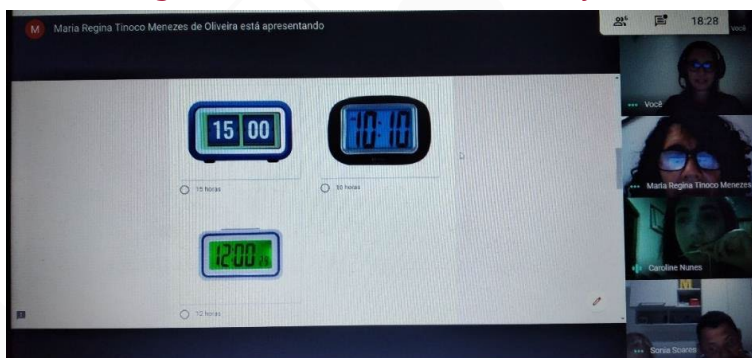 M Maria Regina Tinoco Menezes de Oliveira está apresentando
18:28
Você
15 00
10:10
15 horas
10 horas
12:00
12 horas
Você
Maria Regina Tinoco Menezes
Caroline Nunes
Sonia Soares